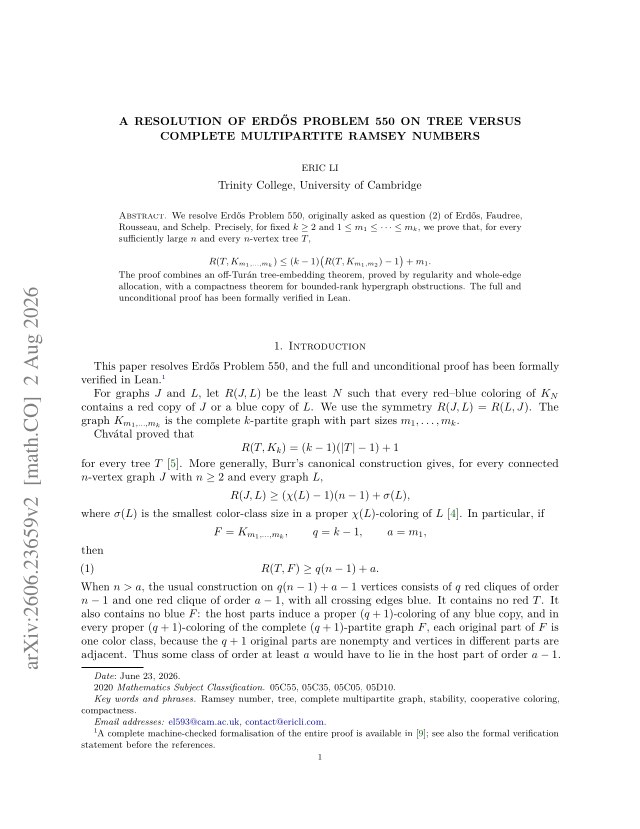 A RESOLUTION OF ERDŐS PROBLEM 550 ON TREE VERSUS
COMPLETE MULTIPARTITE RAMSEY NUMBERS
ERIC LI
Trinity College, University of Cambridge
Abstract. We resolve Erdős Problem 550, originally asked as question (2) of Erdős, Faudree,
Rousseau, and Schelp. Precisely, for fixed k ≥ 2 and 1 ≤ m₁ ≤ ··· ≤ mₖ, we prove that, for every
sufficiently large n and every n-vertex tree T,
R(T, K_{m₁,...,mₖ}) ≤ (k−1)(R(T, K_{m₁,m₂}) − 1) + m₁.
The proof combines an off-Turán tree-embedding theorem, proved by regularity and whole-edge
allocation, with a compactness theorem for bounded-rank hypergraph obstructions. The full and
unconditional proof has been formally verified in Lean.
1. Introduction
This paper resolves Erdős Problem 550, and the full and unconditional proof has been formally
verified in Lean.¹
For graphs J and L, let R(J, L) be the least N such that every red–blue coloring of K_N
contains a red copy of J or a blue copy of L. We use the symmetry R(J, L) = R(L, J). The
graph K_{m₁,...,mₖ} is the complete k-partite graph with part sizes m₁, . . . , mₖ.
Chvátal proved that
R(T, Kₖ) = (k − 1)(|T| − 1) + 1
for every tree T [5]. More generally, Burr's canonical construction gives, for every connected
n-vertex graph J with n ≥ 2 and every graph L,
R(J, L) ≥ (χ(L) − 1)(n − 1) + σ(L),
where σ(L) is the smallest color-class size in a proper χ(L)-coloring of L [4]. In particular, if
F = K_{m₁,...,mₖ}, q = k − 1, a = m₁,
then
(1) R(T, F) ≥ q(n − 1) + a.
When n > a, the usual construction on q(n − 1) + a − 1 vertices consists of q red cliques of order
n − 1 and one red clique of order a − 1, with all crossing edges blue. It contains no red T. It
also contains no blue F: the host parts induce a proper (q + 1)-coloring of any blue copy, and in
every proper (q + 1)-coloring of the complete (q + 1)-partite graph F, each original part of F is
one color class, because the q + 1 original parts are nonempty and vertices in different parts are
adjacent. Thus some class of order at least a would have to lie in the host part of order a − 1.
Date: June 23, 2026.
2020 Mathematics Subject Classification. 05C55, 05C35, 05C05. 05D10.
Key words and phrases. Ramsey number, tree, complete multipartite graph, stability, cooperative coloring,
compactness.
Email addresses: el593@cam.ac.uk, contact@ericli.com.
¹A complete machine-checked formalisation of the entire proof is available in [9]; see also the formal verification
statement before the references.
1
arXiv:2606.23659v2 [math.CO] 2 Aug 2026